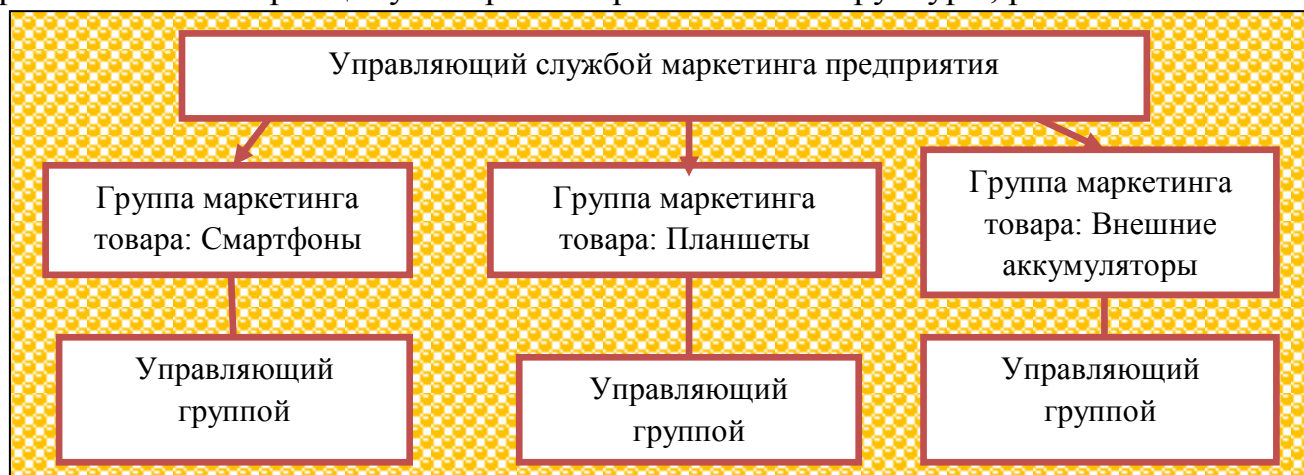 Управляющий службой маркетинга предприятия
Группа маркетинга
товара: Смартфоны
Группа маркетинга
товара: Планшеты
Группа маркетинга
товара: Внешние
аккумуляторы
Управляющий
группой
Управляющий
группой
Управляющий
группой